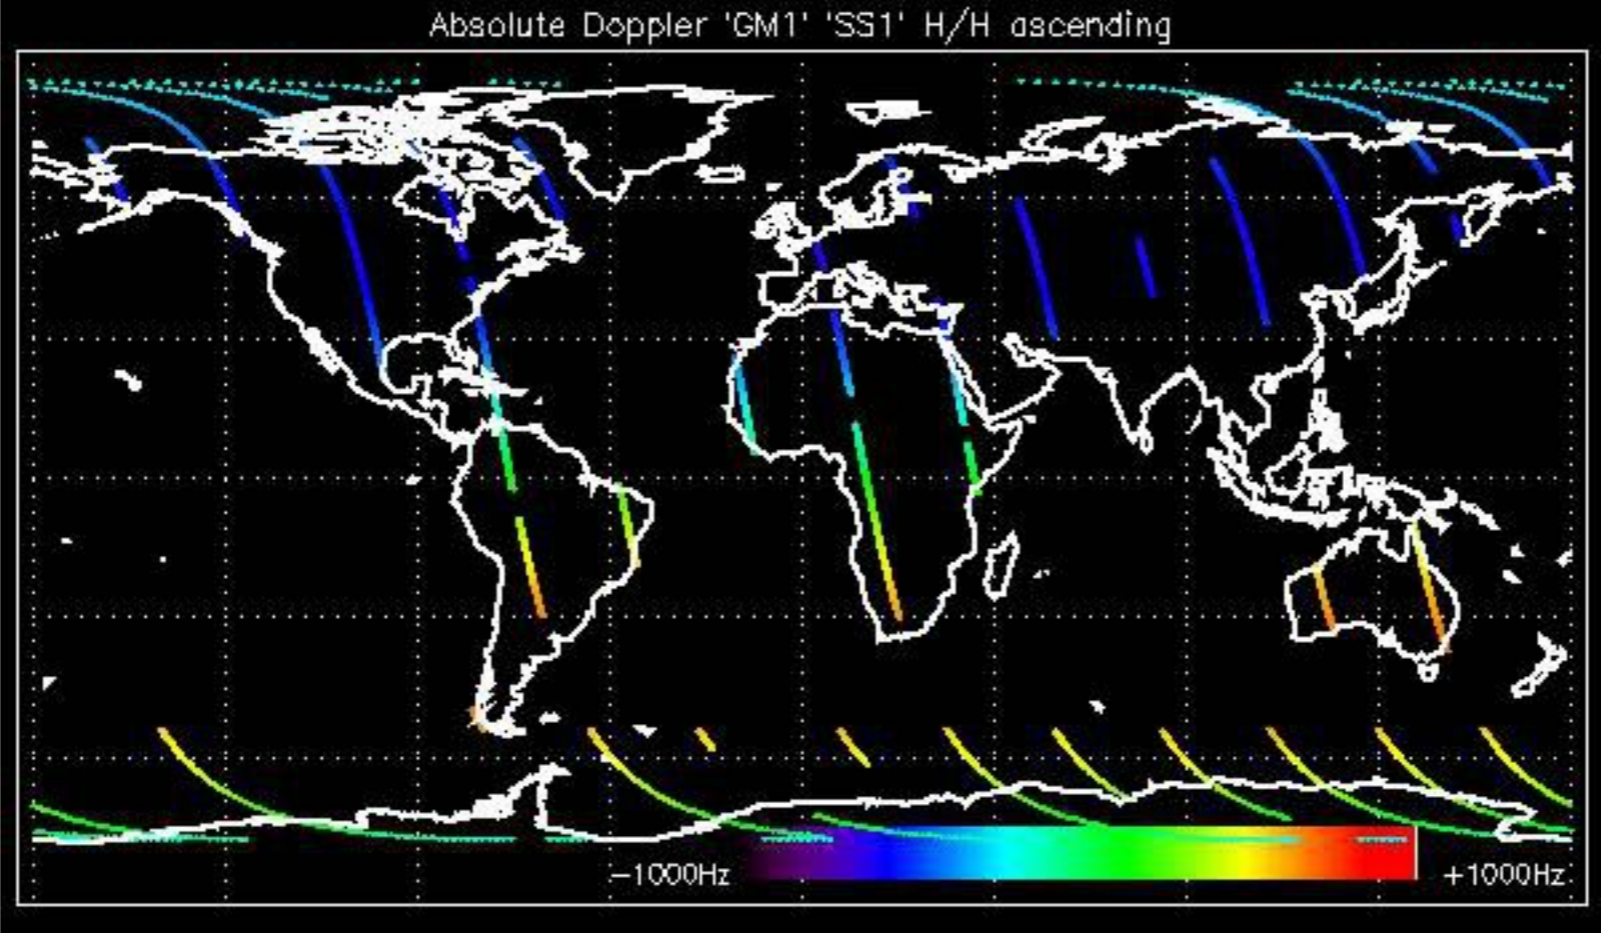 Absolute Doppler 'GM1' 'SS1' H/H ascending
−1000Hz +1000Hz